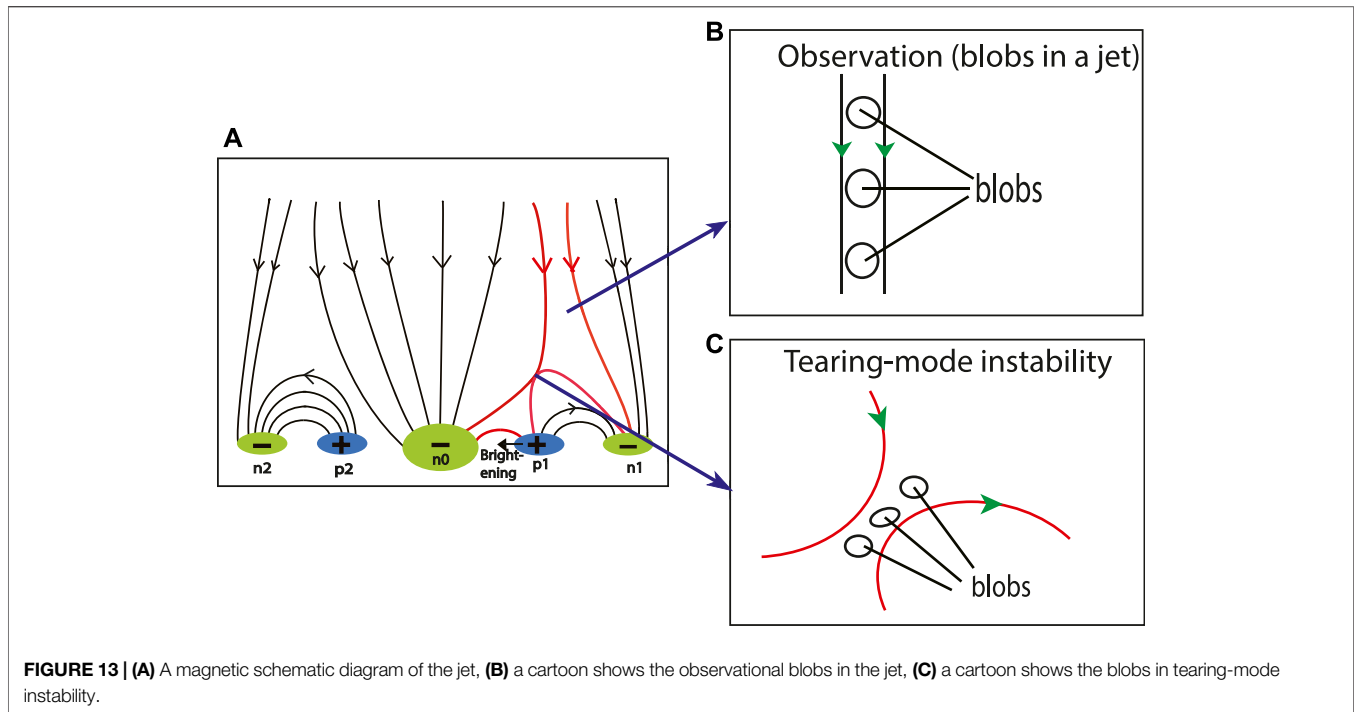 A
−
n2
+
p2
−
n0
Bright-
ening
+
p1
−
n1
B
Observation (blobs in a jet)
blobs
C
Tearing-mode instability
blobs
FIGURE 13 | (A) A magnetic schematic diagram of the jet, (B) a cartoon shows the observational blobs in the jet, (C) a cartoon shows the blobs in tearing-mode
instability.